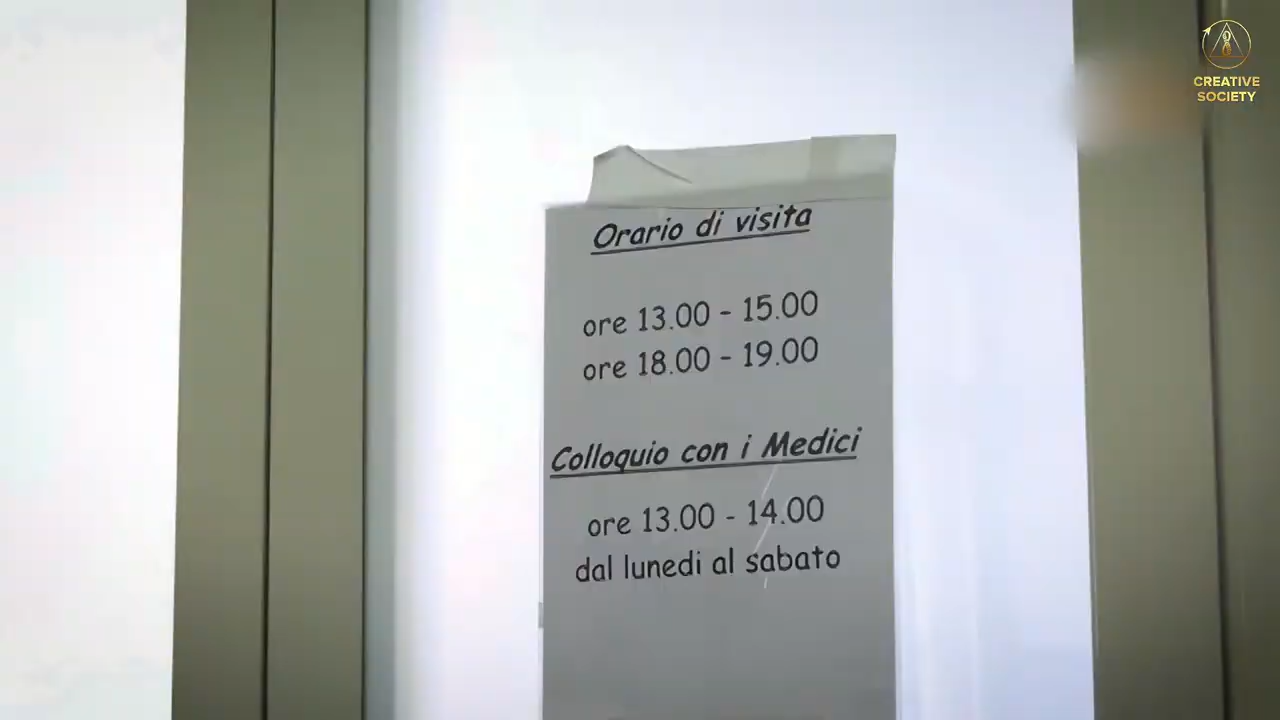 CREATIVE
SOCIETY
Orario di visita
ore 13.00 - 15.00
ore 18.00 - 19.00
Colloquio con i Medici
ore 13.00 - 14.00
dal lunedi al sabato